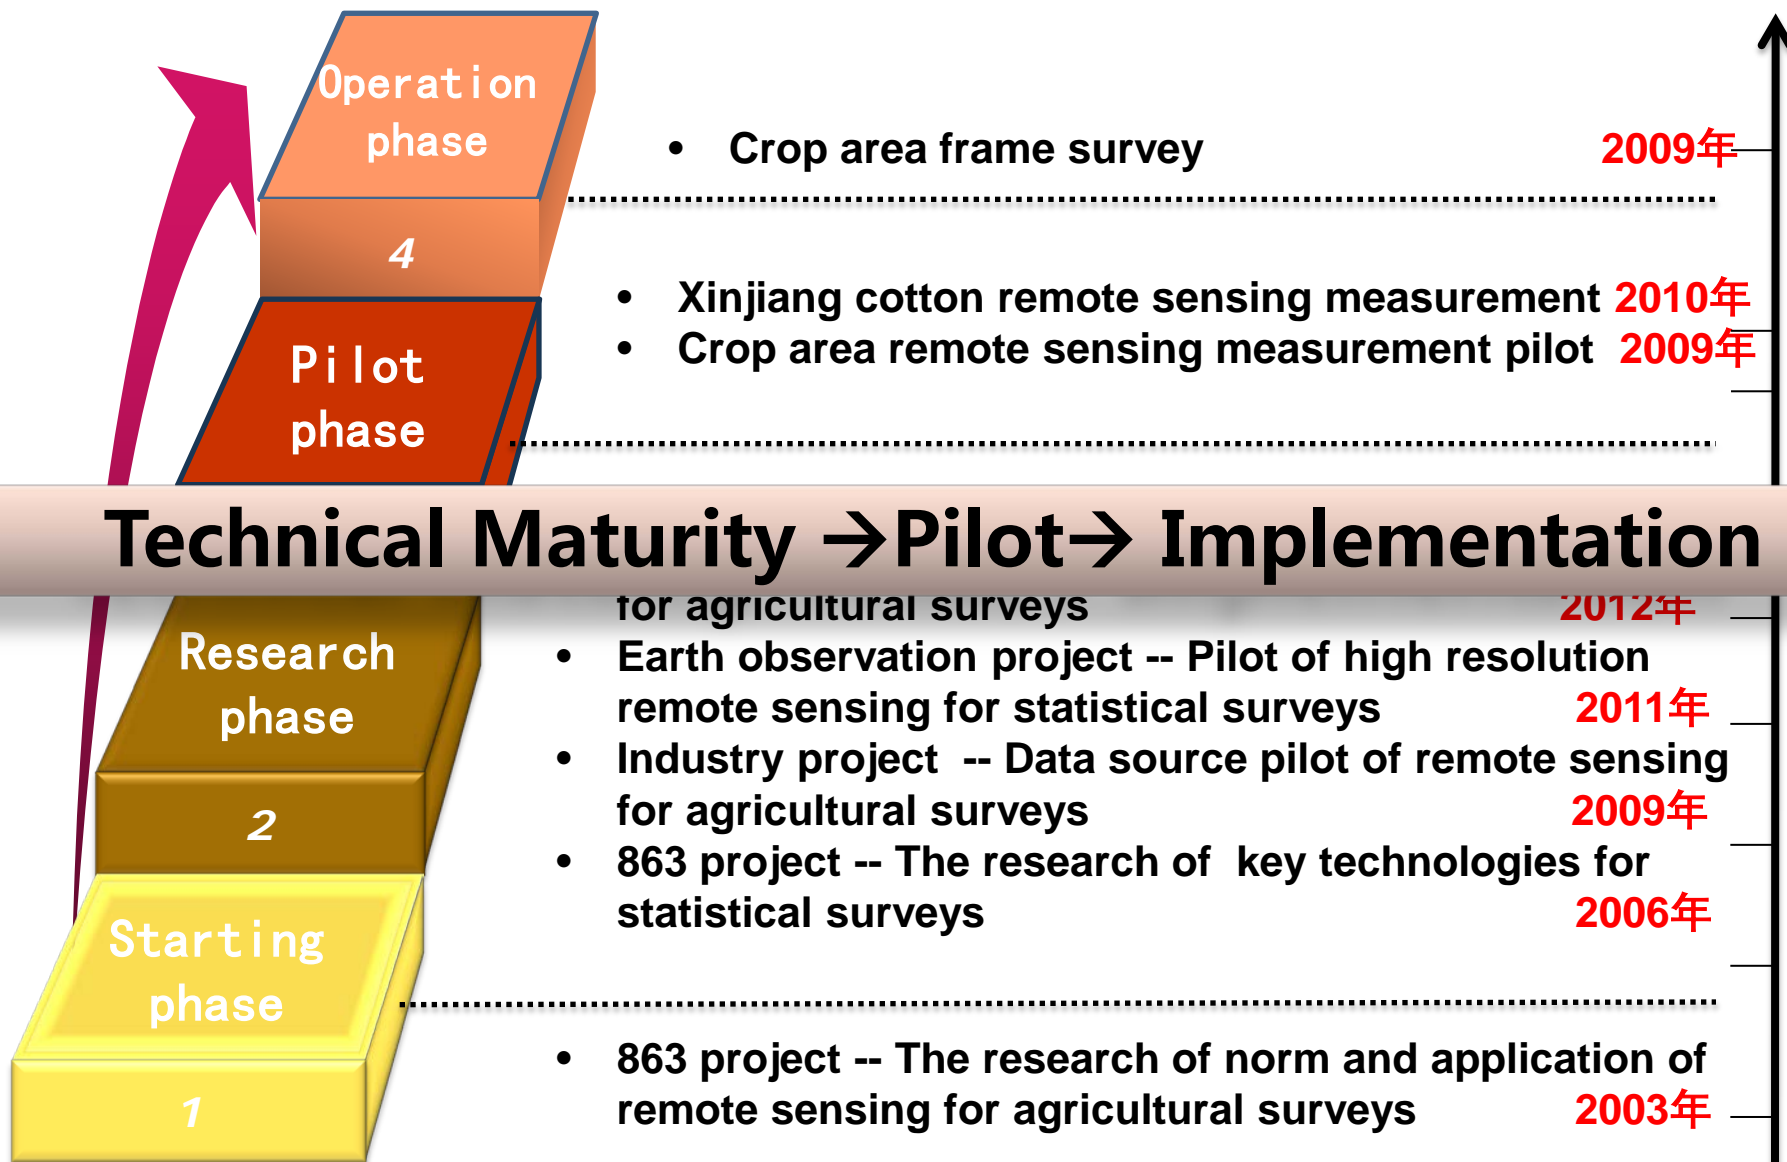 Operation
phase
• Crop area frame survey 2009年
4
• Xinjiang cotton remote sensing measurement 2010年
• Crop area remote sensing measurement pilot 2009年
Pilot
phase
Technical Maturity →Pilot→ Implementation
for agricultural surveys 2012年
Research
phase
• Earth observation project -- Pilot of high resolution
remote sensing for statistical surveys 2011年
• Industry project -- Data source pilot of remote sensing
for agricultural surveys 2009年
2
• 863 project -- The research of key technologies for
statistical surveys 2006年
Starting
phase
• 863 project -- The research of norm and application of
remote sensing for agricultural surveys 2003年
1